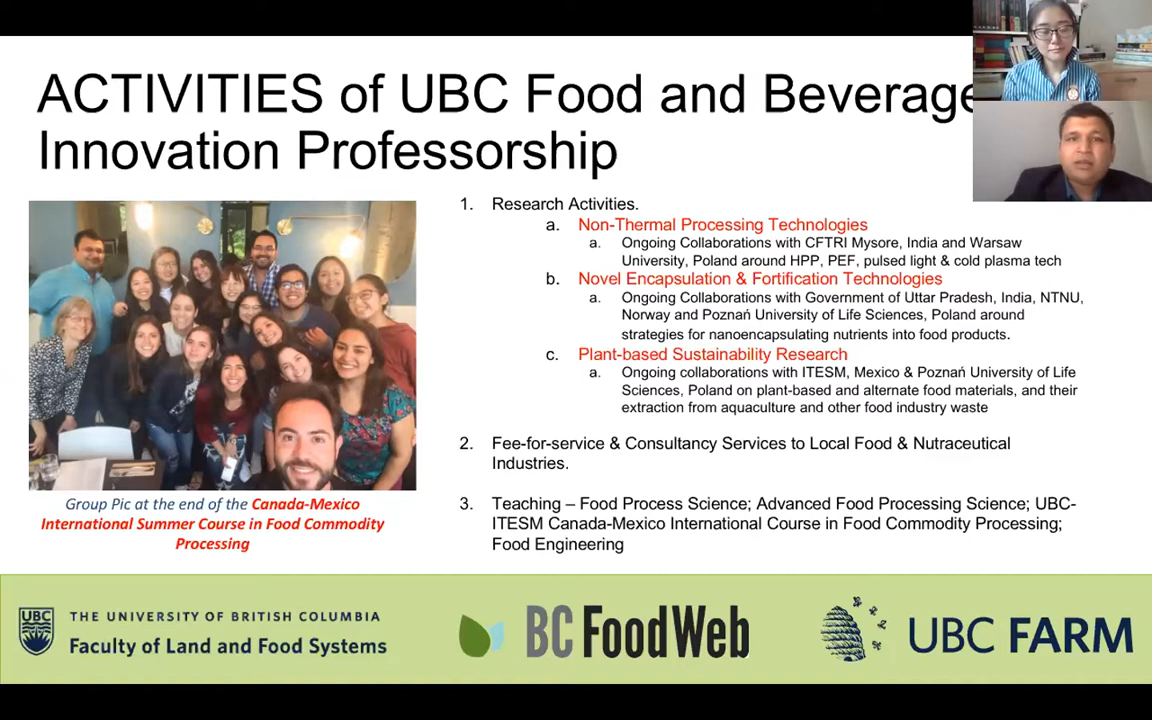 ACTIVITIES of UBC Food and Beverage
Innovation Professorship
1. Research Activities.
a. Non-Thermal Processing Technologies
a. Ongoing Collaborations with CFTRI Mysore, India and Warsaw
University, Poland around HPP, PEF, pulsed light & cold plasma tech
b. Novel Encapsulation & Fortification Technologies
a. Ongoing Collaborations with Government of Uttar Pradesh, India, NTNU,
Norway and Poznań University of Life Sciences, Poland around
strategies for nanoencapsulating nutrients into food products.
c. Plant-based Sustainability Research
a. Ongoing collaborations with ITESM, Mexico & Poznań University of Life
Sciences, Poland on plant-based and alternate food materials, and their
extraction from aquaculture and other food industry waste
2. Fee-for-service & Consultancy Services to Local Food & Nutraceutical
Industries.
3. Teaching – Food Process Science; Advanced Food Processing Science; UBC-
ITESM Canada-Mexico International Course in Food Commodity Processing;
Food Engineering
Group Pic at the end of the Canada-Mexico
International Summer Course in Food Commodity
Processing
UBC
THE UNIVERSITY OF BRITISH COLUMBIA
Faculty of Land and Food Systems
BC FoodWeb
UBC FARM